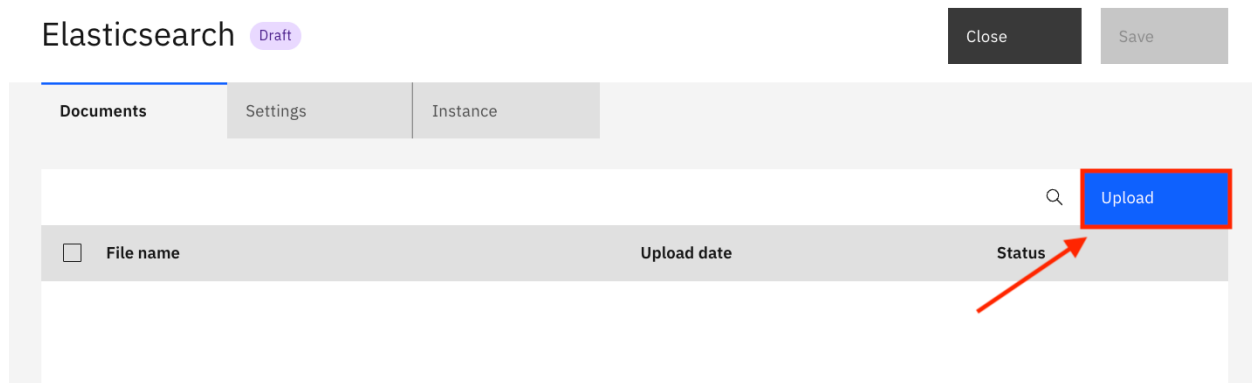 Elasticsearch Draft
Close Save
Documents Settings Instance
Upload
File name Upload date Status